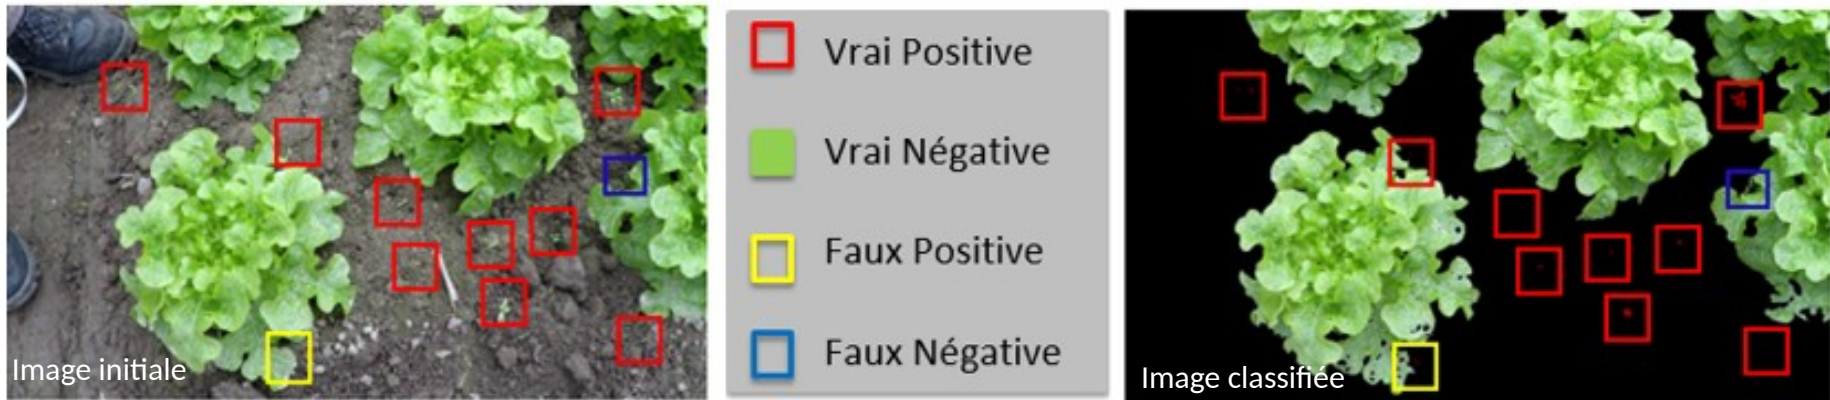 Image initiale
Vrai Positive
Vrai Négative
Faux Positive
Faux Négative
Image classifiée